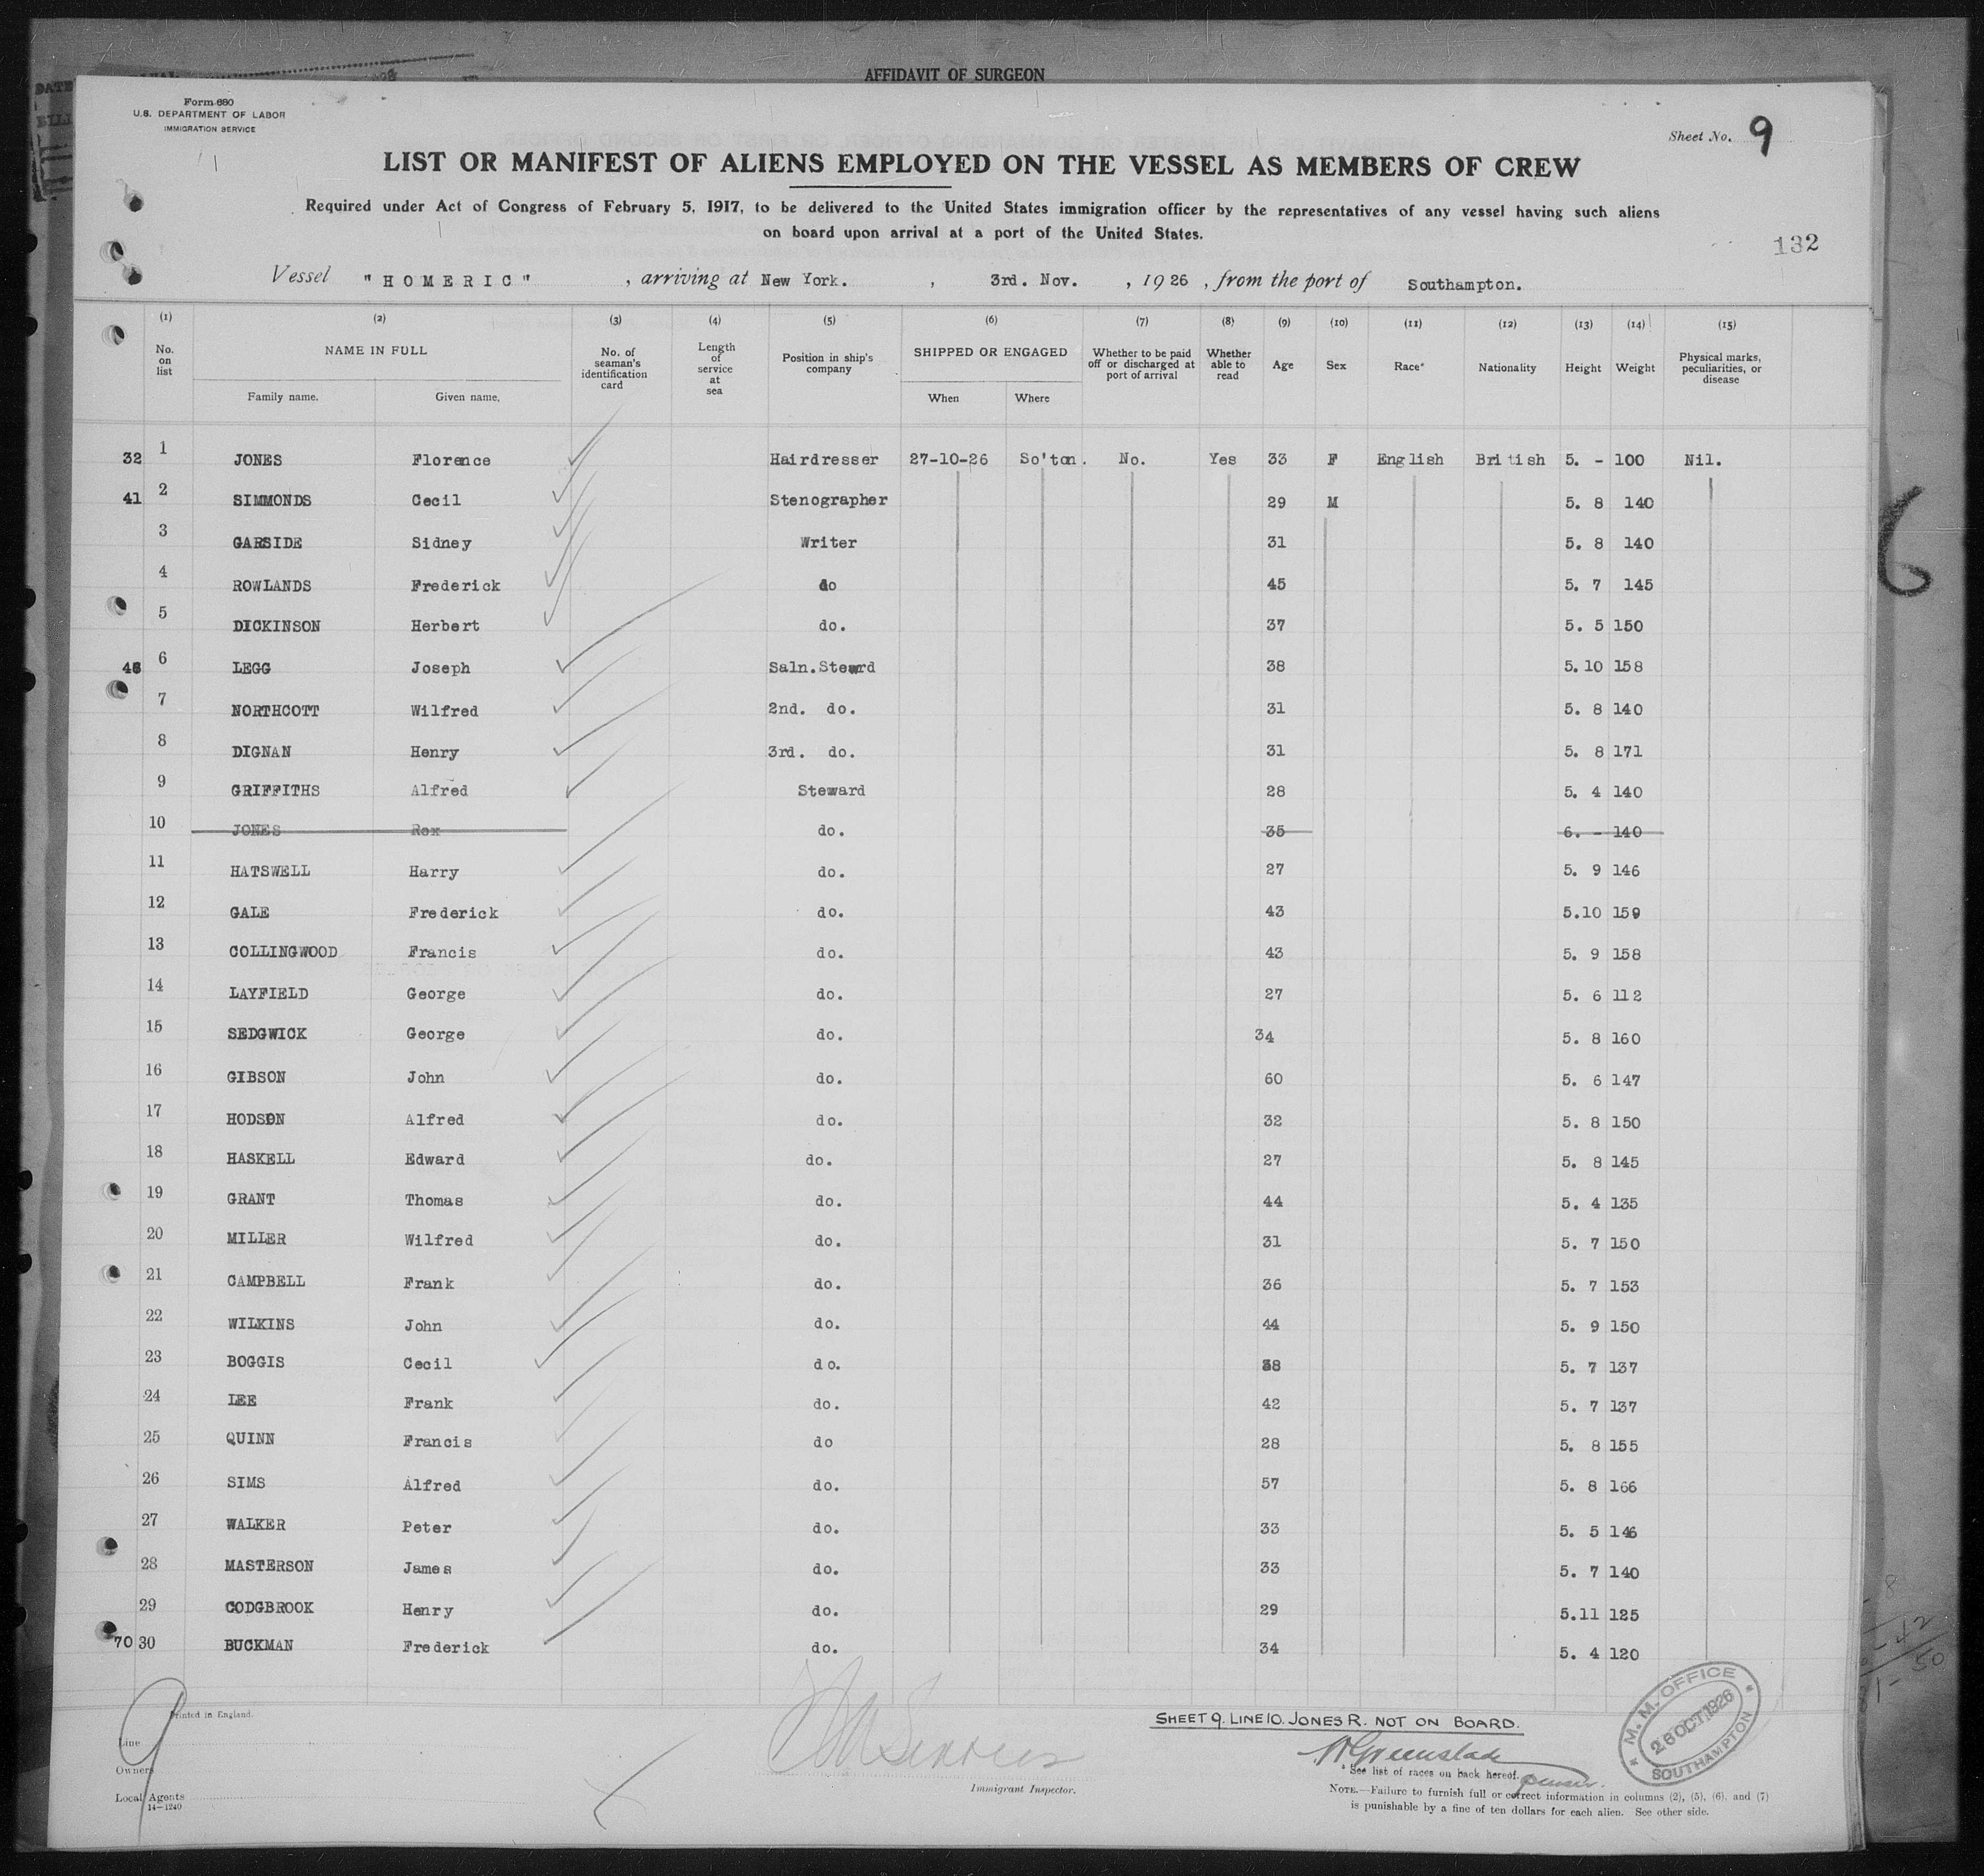 AFFIDAVIT OF SURGEON
Form 680
U.S. DEPARTMENT OF LABOR
IMMIGRATION SERVICE
Sheet No. 9
LIST OR MANIFEST OF ALIENS EMPLOYED ON THE VESSEL AS MEMBERS OF CREW
Required under Act of Congress of February 5, 1917, to be delivered to the United States immigration officer by the representatives of any vessel having such aliens
on board upon arrival at a port of the United States.
132
Vessel "HOMERIC", arriving at New York., 3rd. Nov., 1926, from the port of Southampton.
(1) (2) (3) (4) (5) (6) (7) (8) (9) (10) (11) (12) (13) (14) (15)
No. on list NAME IN FULL No. of seaman's identification card Length of service at sea Position in ship's company SHIPPED OR ENGAGED Whether to be paid off or discharged at port of arrival Whether able to read Age Sex Race* Nationality Height Weight Physical marks, peculiarities, or disease
Family name. Given name. When Where
32 1 JONES Florence Hairdresser 27-10-26 So'ton. No. Yes 33 F English British 5. - 100 Nil.
41 2 SIMMONDS Cecil Stenographer 29 M 5. 8 140
3 GARSIDE Sidney Writer 31 5. 8 140
4 ROWLANDS Frederick do 45 5. 7 145
5 DICKINSON Herbert do. 37 5. 5 150
6 LEGG Joseph Saln.Steward 38 5.10 158
7 NORTHCOTT Wilfred 2nd. do. 31 5. 8 140
8 DIGNAN Henry 3rd. do. 31 5. 8 171
9 GRIFFITHS Alfred Steward 28 5. 4 140
10 JONES Rex do. 35 6. - 140
11 HATSWELL Harry do. 27 5. 9 146
12 GALE Frederick do. 43 5.10 159
13 COLLINGWOOD Francis do. 43 5. 9 158
14 LAYFIELD George do. 27 5. 6 112
15 SEDGWICK George do. 34 5. 8 160
16 GIBSON John do. 60 5. 6 147
17 HODSON Alfred do. 32 5. 8 150
18 HASKELL Edward do. 27 5. 8 145
19 GRANT Thomas do. 44 5. 4 135
20 MILLER Wilfred do. 31 5. 7 150
21 CAMPBELL Frank do. 36 5. 7 153
22 WILKINS John do. 44 5. 9 150
23 BOGGIS Cecil do. 38 5. 7 137
24 LEE Frank do. 42 5. 7 137
25 QUINN Francis do 28 5. 8 155
26 SIMS Alfred do. 57 5. 8 166
27 WALKER Peter do. 33 5. 5 146
28 MASTERSON James do. 33 5. 7 140
29 CODGBROOK Henry do. 29 5.11 125
70 30 BUCKMAN Frederick do. 34 5. 4 120
6
Printed in England.
SHEET 9. LINE 10. JONES R. NOT ON BOARD.
M.M. OFFICE
26 OCT 1926
SOUTHAMPTON
9
Line
Owners
Local Agents
14-1240
Immigrant Inspector.
Greenslade
Purser.
* See list of races on back hereof.
NOTE.—Failure to furnish full or correct information in columns (2), (5), (6), and (7)
is punishable by a fine of ten dollars for each alien. See other side.